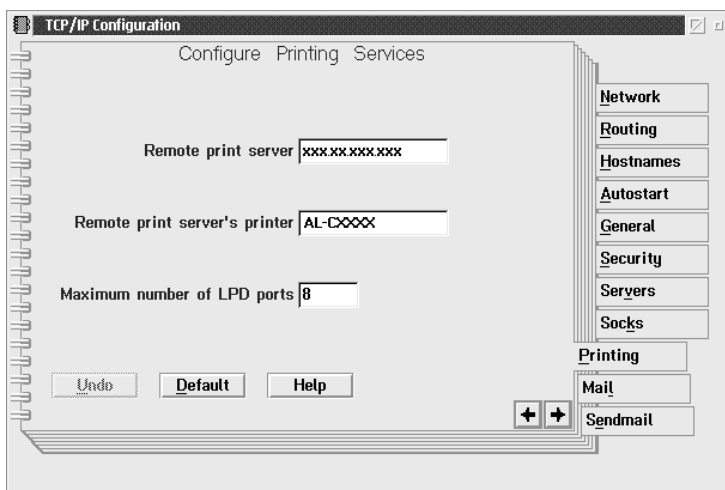 TCP/IP Configuration
Configure Printing Services
Remote print server xxx.xx.xxx.xxx
Remote print server's printer AL-CXXXX
Maximum number of LPD ports 8
Undo Default Help
Network
Routing
Hostnames
Autostart
General
Security
Servers
Socks
Printing
Mail
Sendmail